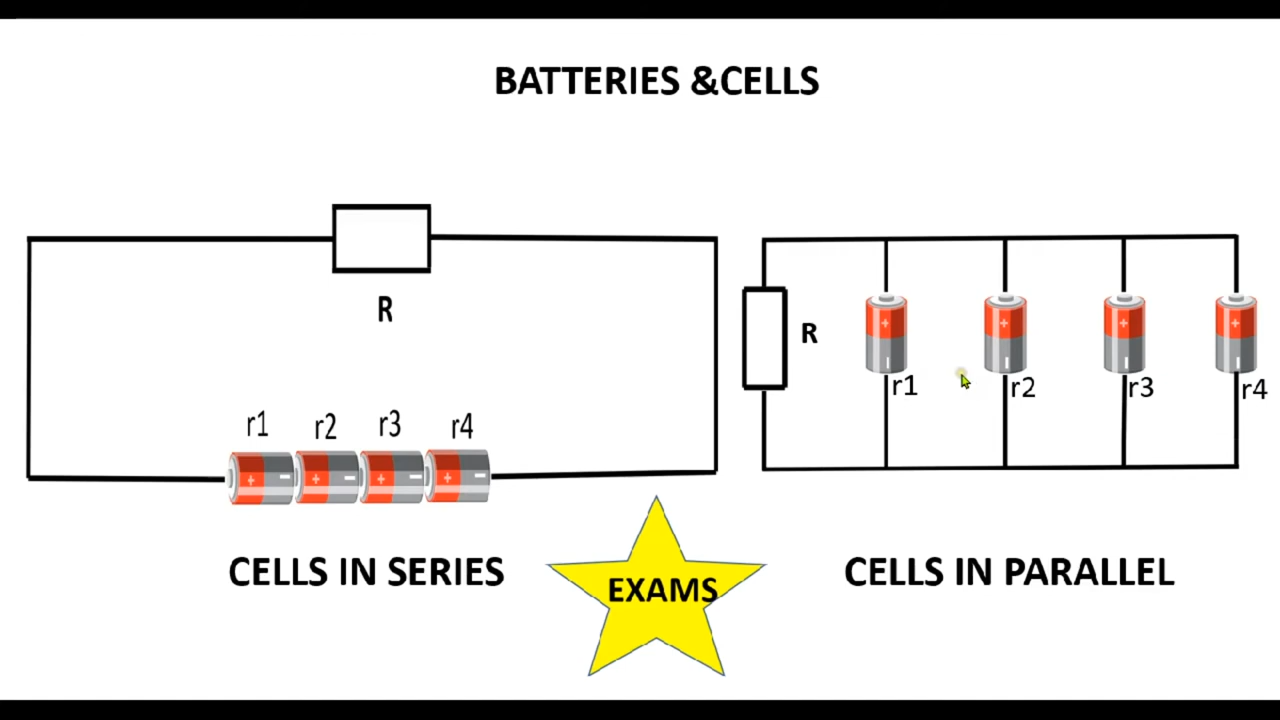 BATTERIES &CELLS
R
r1 r2 r3 r4
+ - + - + - + -
CELLS IN SERIES
R
+ + + +
r1 r2 r3 r4
CELLS IN PARALLEL
EXAMS